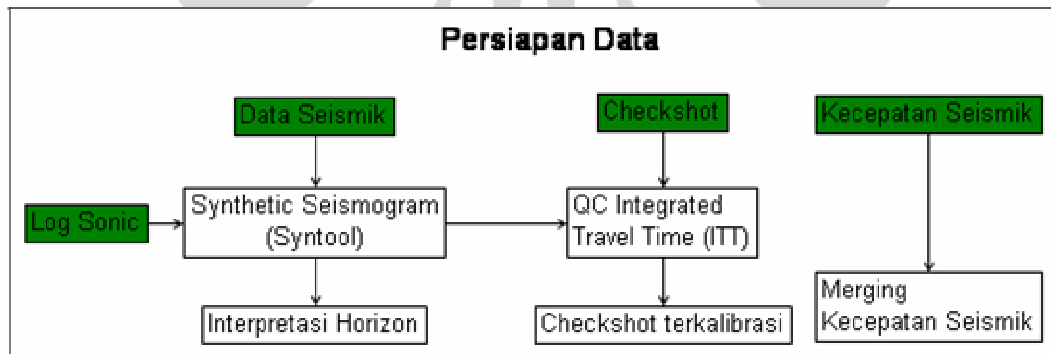 Persiapan Data
Data Seismik
Checkshot
Kecepatan Seismik
Log Sonic
Synthetic Seismogram
(Syntool)
QC Integrated
Travel Time (ITT)
Merging
Kecepatan Seismik
Interpretasi Horizon
Checkshot terkalibrasi